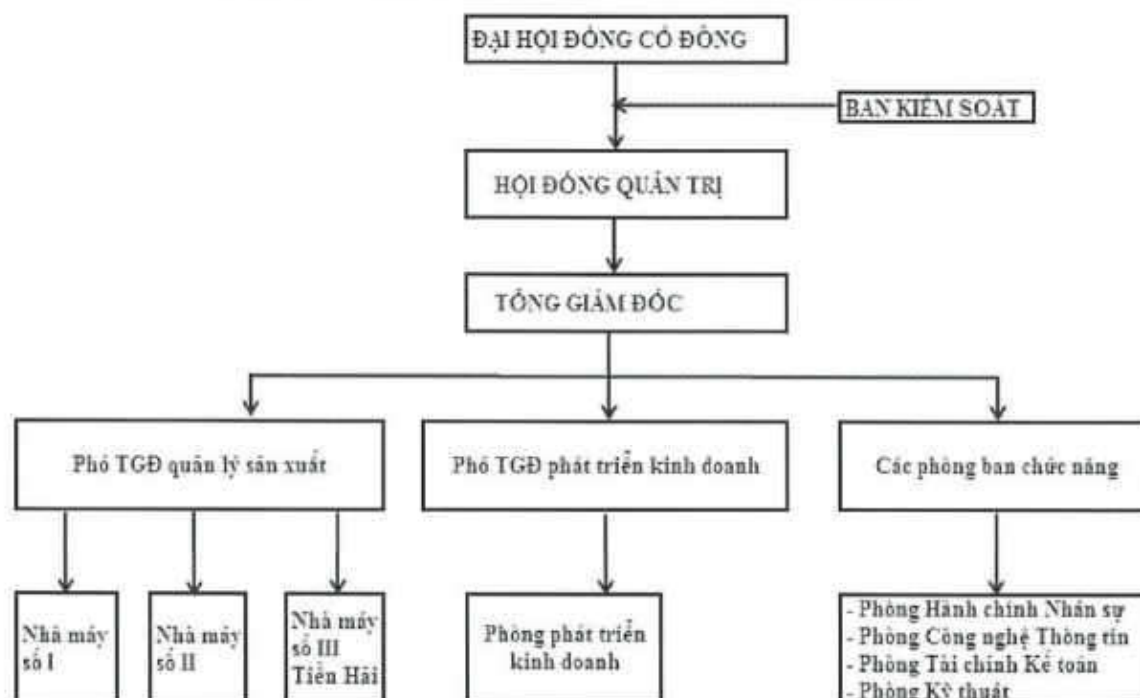 ĐẠI HỘI ĐỒNG CỔ ĐÔNG
BAN KIỂM SOÁT
HỘI ĐỒNG QUẢN TRỊ
TỔNG GIÁM ĐỐC
Phó TGĐ quản lý sản xuất
Phó TGĐ phát triển kinh doanh
Các phòng ban chức năng
Nhà máy
số I
Nhà máy
số II
Nhà máy
số III
Tiền Hải
Phòng phát triển
kinh doanh
- Phòng Hành chính Nhân sự
- Phòng Công nghệ Thông tin
- Phòng Tài chính Kế toán
- Phòng Kỹ thuật